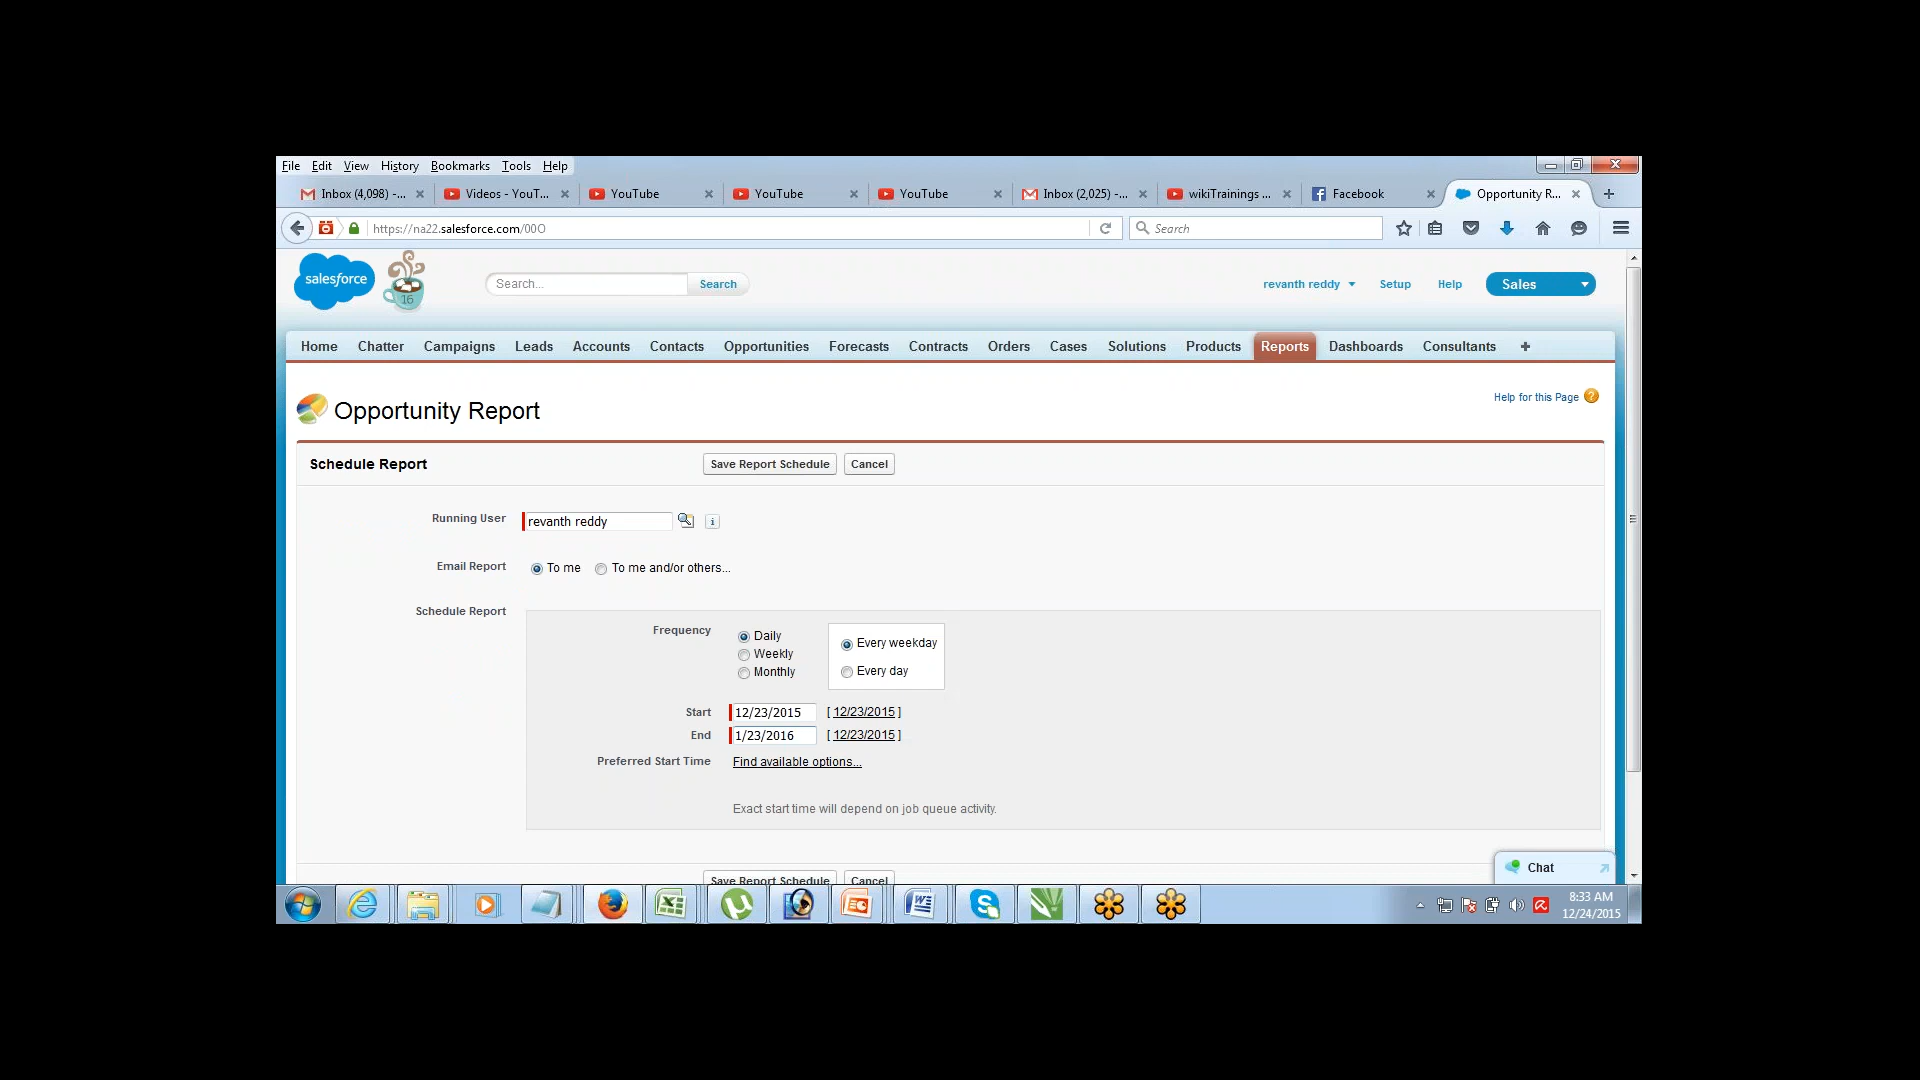 File Edit View History Bookmarks Tools Help
Inbox (4,098) -... Videos - YouT... YouTube YouTube YouTube Inbox (2,025) -... wikiTrainings ... Facebook Opportunity R...
https://na22.salesforce.com/00O Search
salesforce 16 Search... Search revanth reddy Setup Help Sales
Home Chatter Campaigns Leads Accounts Contacts Opportunities Forecasts Contracts Orders Cases Solutions Products Reports Dashboards Consultants +
Help for this Page ?
Opportunity Report
Schedule Report Save Report Schedule Cancel
Running User revanth reddy i
Email Report To me To me and/or others...
Schedule Report
Frequency Daily Every weekday
Weekly
Monthly Every day
Start 12/23/2015 [ 12/23/2015 ]
End 1/23/2016 [ 12/23/2015 ]
Preferred Start Time Find available options...
Exact start time will depend on job queue activity.
Chat
Save Report Schedule Cancel
8:33 AM
12/24/2015